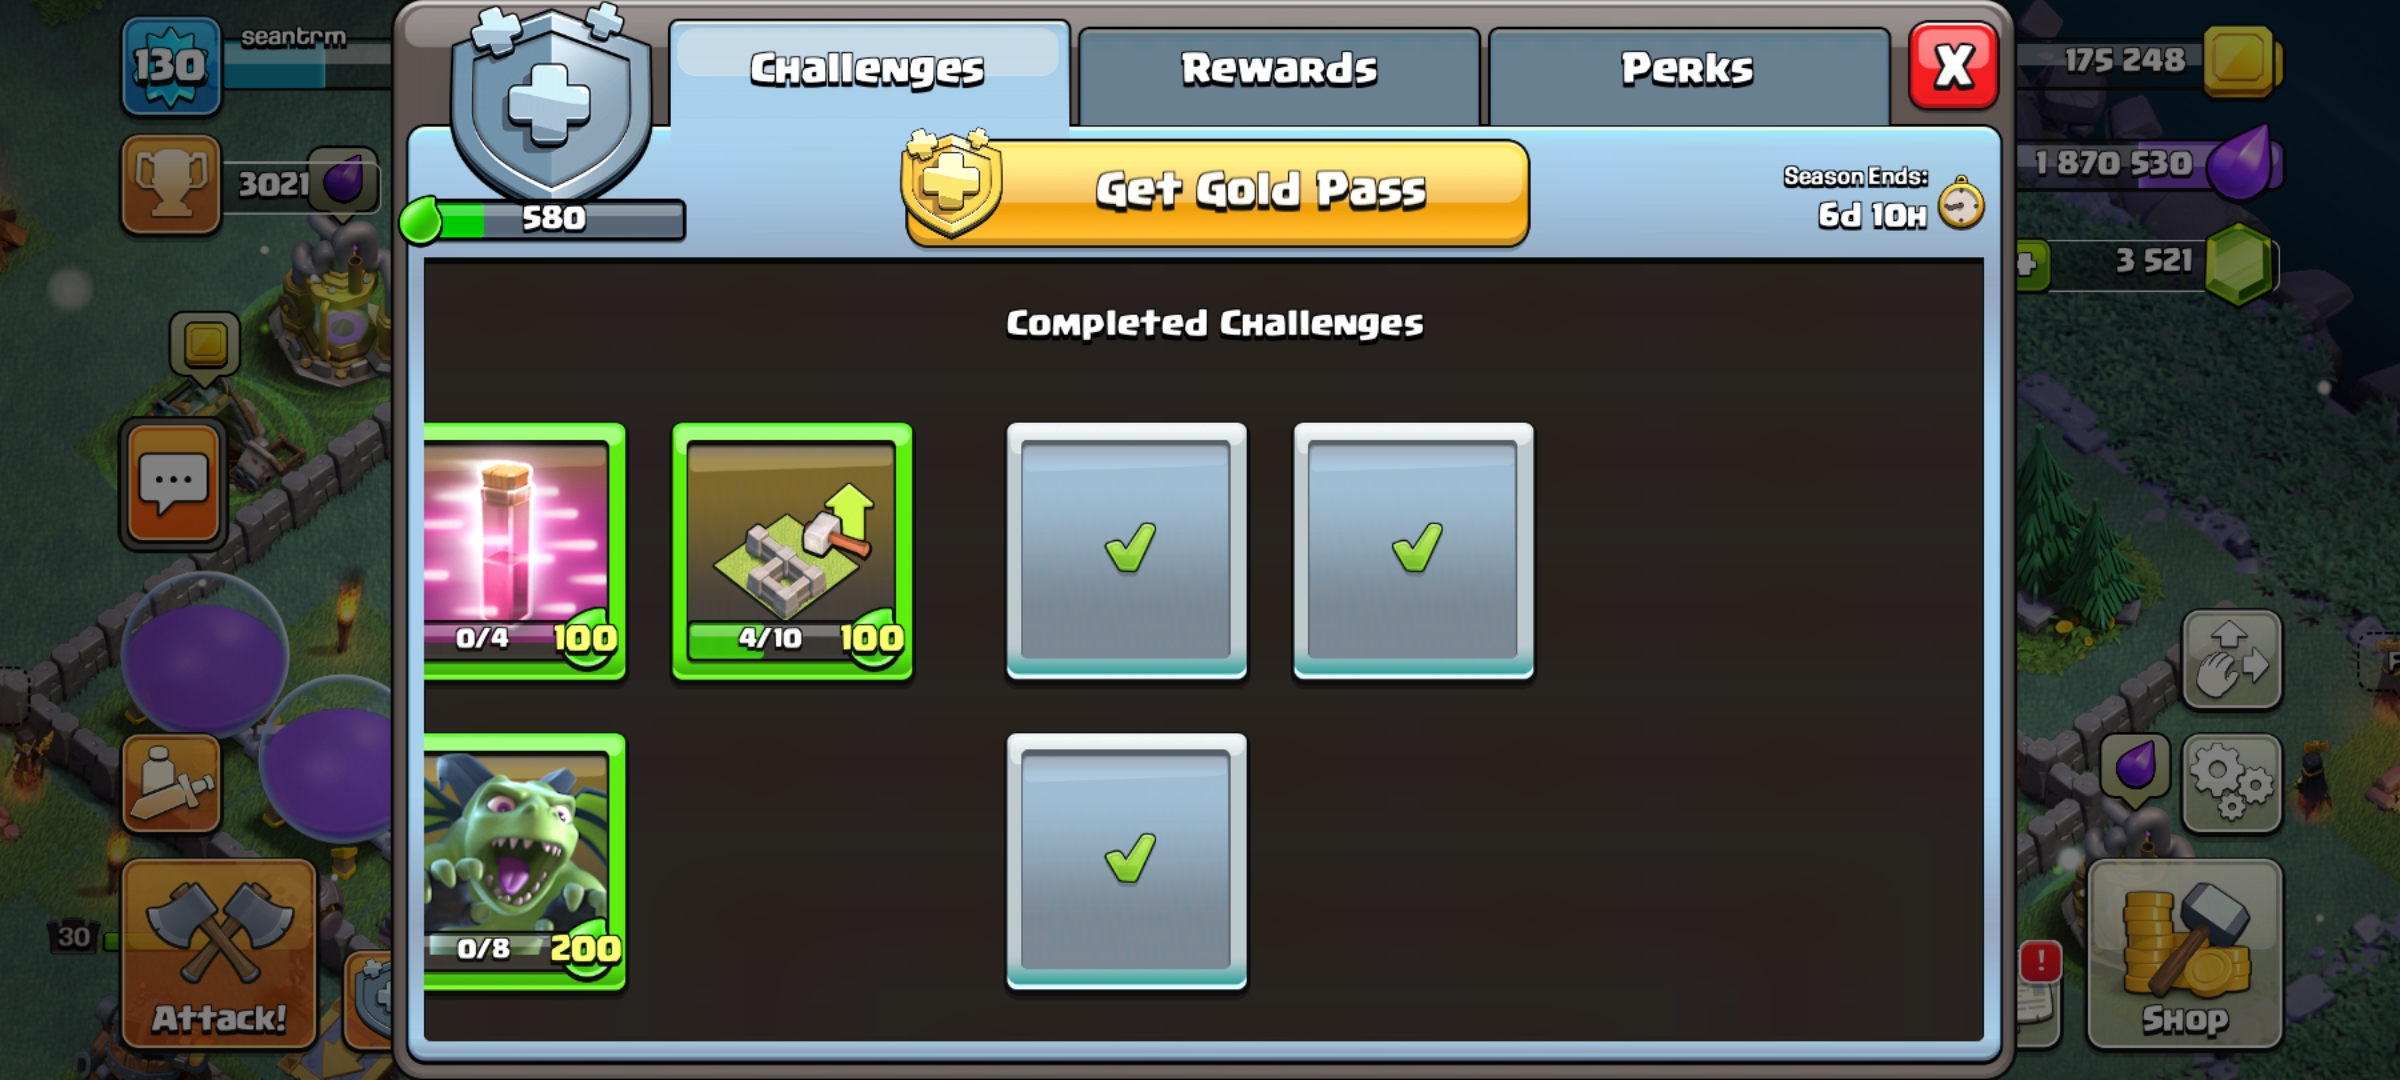 130
seantrm
Challenges
Rewards
Perks
X
175 248
3021
Get Gold Pass
Season Ends:
6d 10H
1 870 530
580
3 521
Completed Challenges
0/4
100
4/10
100
0/8
200
30
Attack!
!
Shop